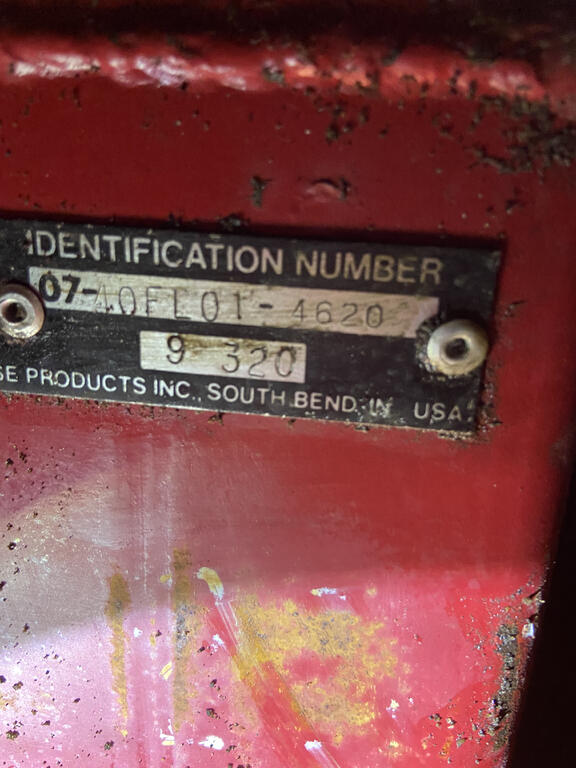 IDENTIFICATION NUMBER
07-40FL01-4620
9 320
SE PRODUCTS INC., SOUTH BEND, IN USA